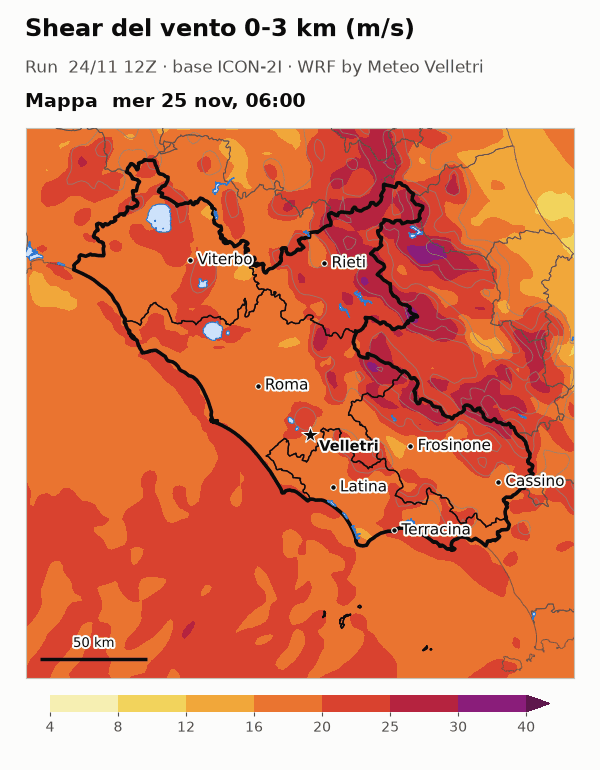 Shear del vento 0-3 km (m/s)
Run  24/11 12Z · base ICON-2I · WRF by Meteo Velletri
Mappa  mer 25 nov, 06:00
Viterbo
Rieti
Roma
Velletri
Frosinone
Cassino
Latina
Terracina
50 km
4 8 12 16 20 25 30 40